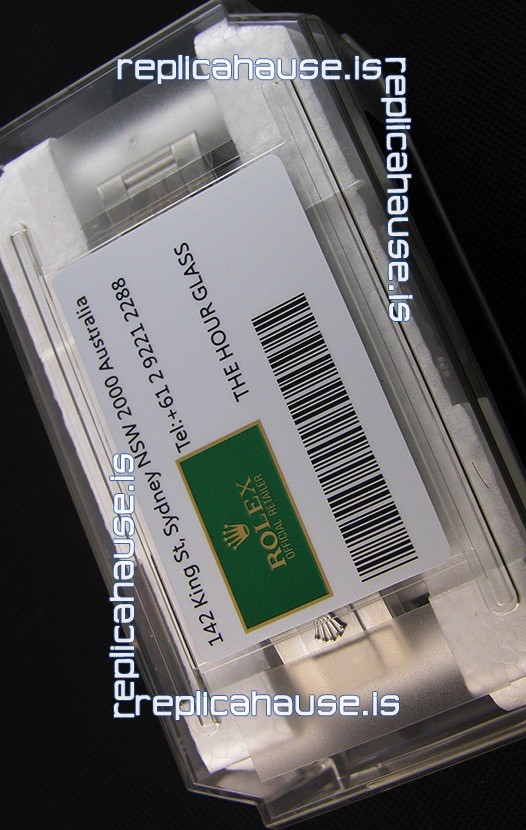 replicahause.is
replicahause.is
THE HOUR GLASS
142 King St, Sydney NSW 2000 Australia
Tel:+61 2 9221 2288
ROLEX
OFFICIAL RETAILER
replicahause.is
replicahause.is